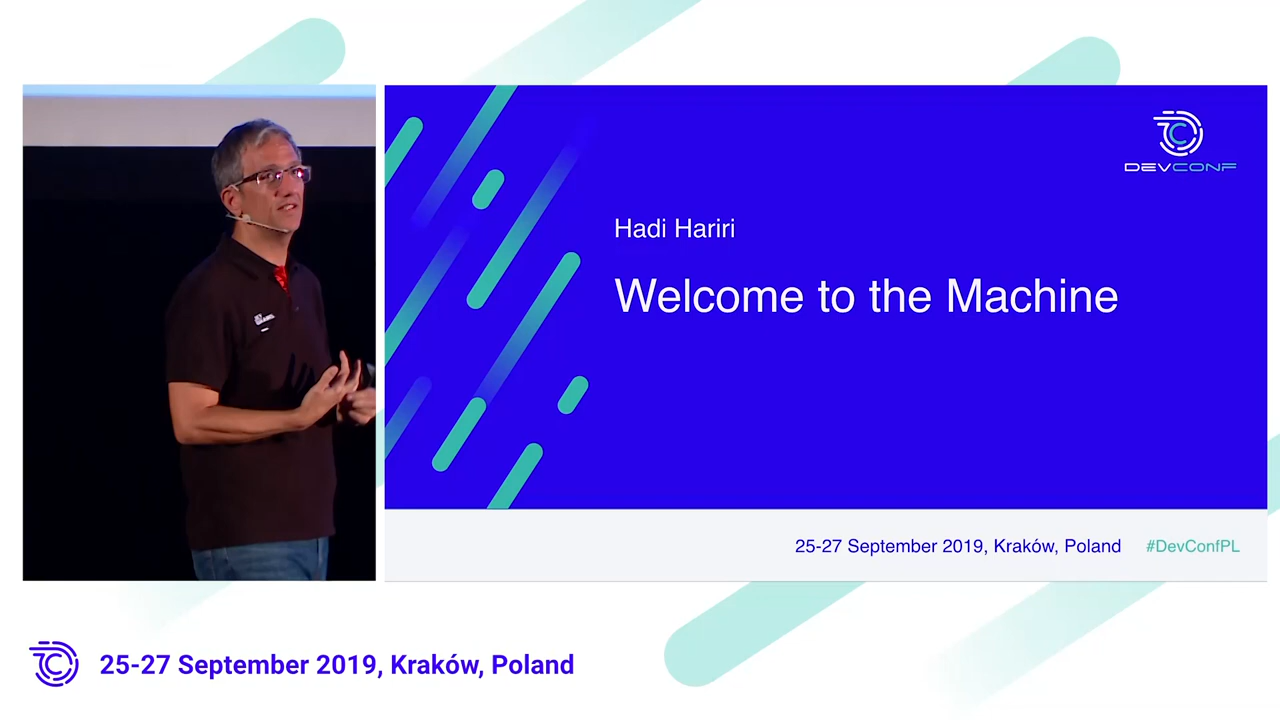 DEVCONF
Hadi Hariri
Welcome to the Machine
25-27 September 2019, Kraków, Poland #DevConfPL
25-27 September 2019, Kraków, Poland